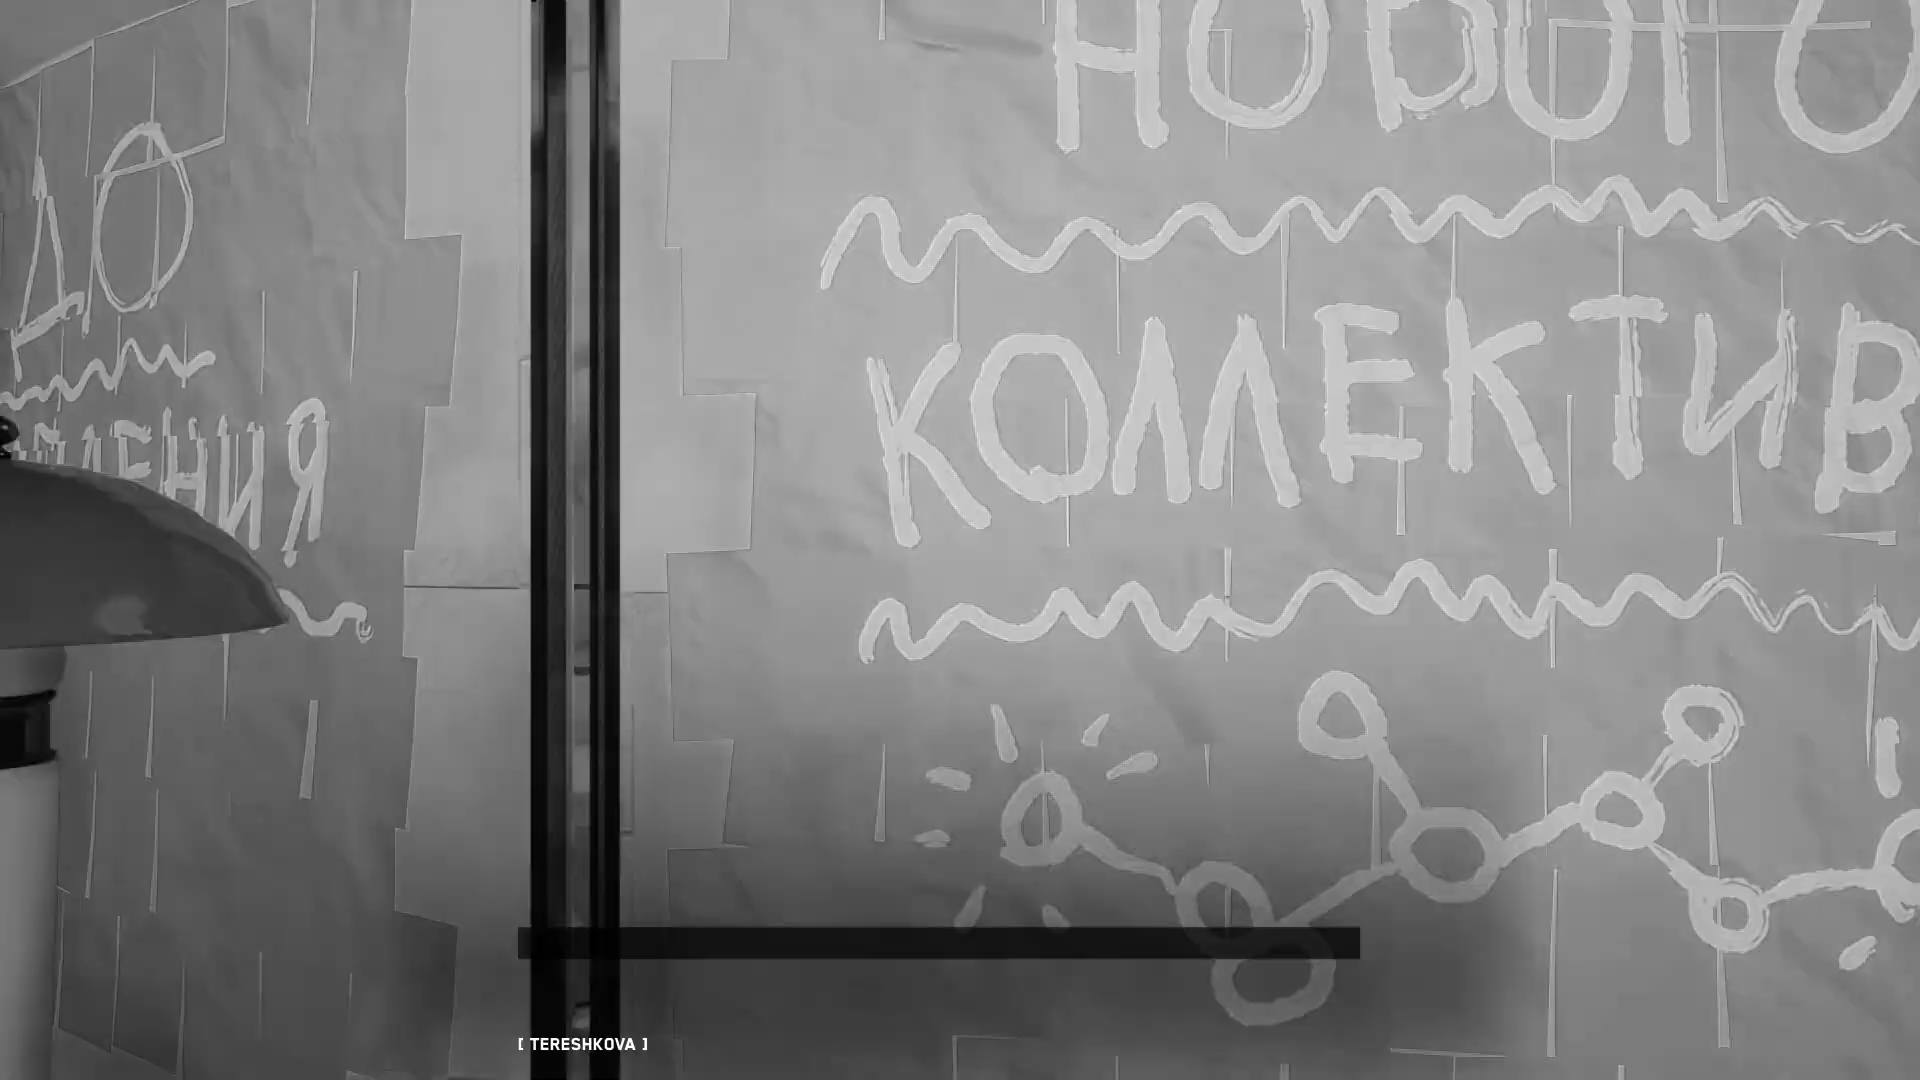 ДО
НОВОГО
КОЛЛЕКТИВ
[ TERESHKOVA ]